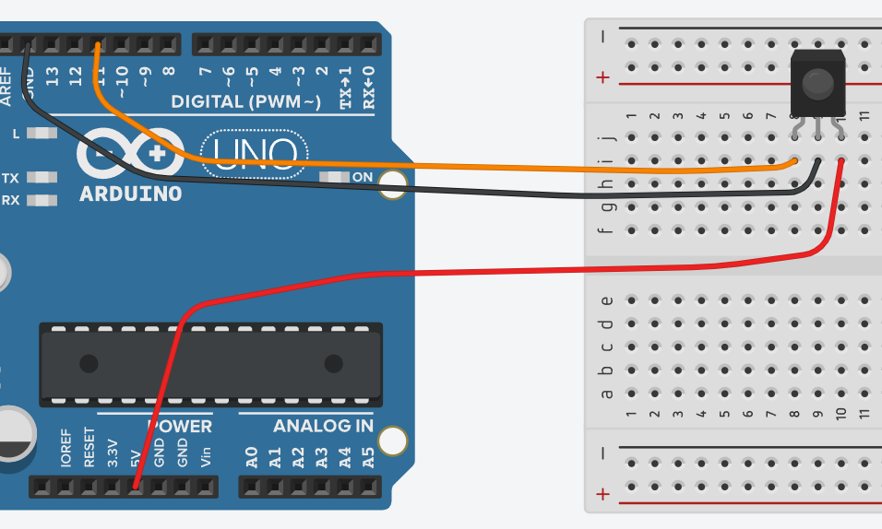 AREF
GND
13
12
11
~10
~9
8
7
~6
~5
4
~3
2
TX→1
RX←0
DIGITAL (PWM~)
L
TX
RX
UNO
ARDUINO
ON
IOREF
RESET
3.3V
5V
GND
GND
Vin
POWER
ANALOG IN
A0
A1
A2
A3
A4
A5
− +
1 2 3 4 5 6 7 8 9 10 11
j
i
h
g
f
e
d
c
b
a
1 2 3 4 5 6 7 8 9 10 11
− +